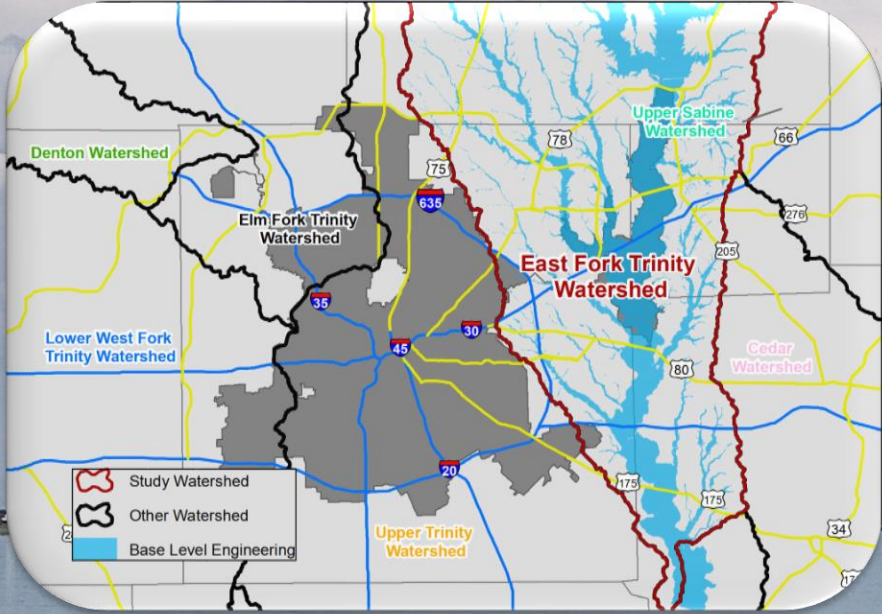 Upper Sabine
Watershed
66
78
Denton Watershed
75
635
Elm Fork Trinity
Watershed
276
205
East Fork Trinity
Watershed
35
30
Lower West Fork
Trinity Watershed
45
Cedar
Watershed
80
20
175
175
Study Watershed
Other Watershed
Base Level Engineering
Upper Trinity
Watershed
34